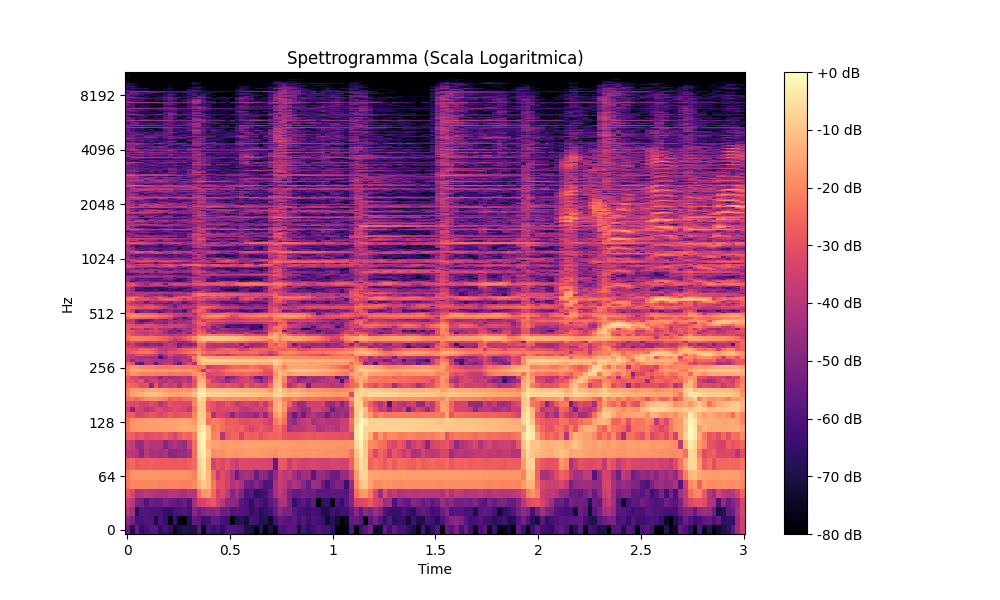 Spettrogramma (Scala Logaritmica)
8192
4096
2048
1024
512
256
128
64
0
Hz
0
0.5
1
1.5
2
2.5
3
Time
+0 dB
-10 dB
-20 dB
-30 dB
-40 dB
-50 dB
-60 dB
-70 dB
-80 dB